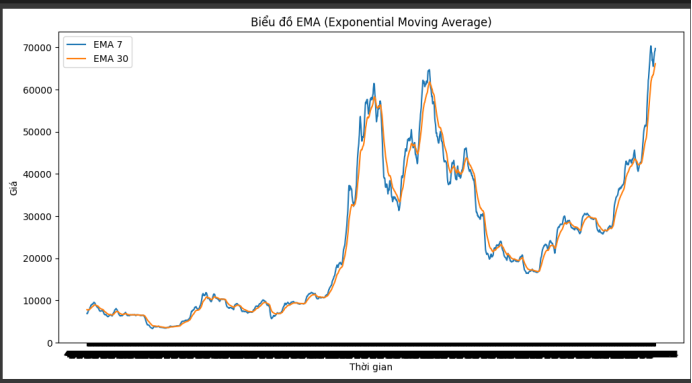 Biểu đồ EMA (Exponential Moving Average)
EMA 7
EMA 30
70000
60000
50000
40000
30000
20000
10000
0
Giá
Thời gian